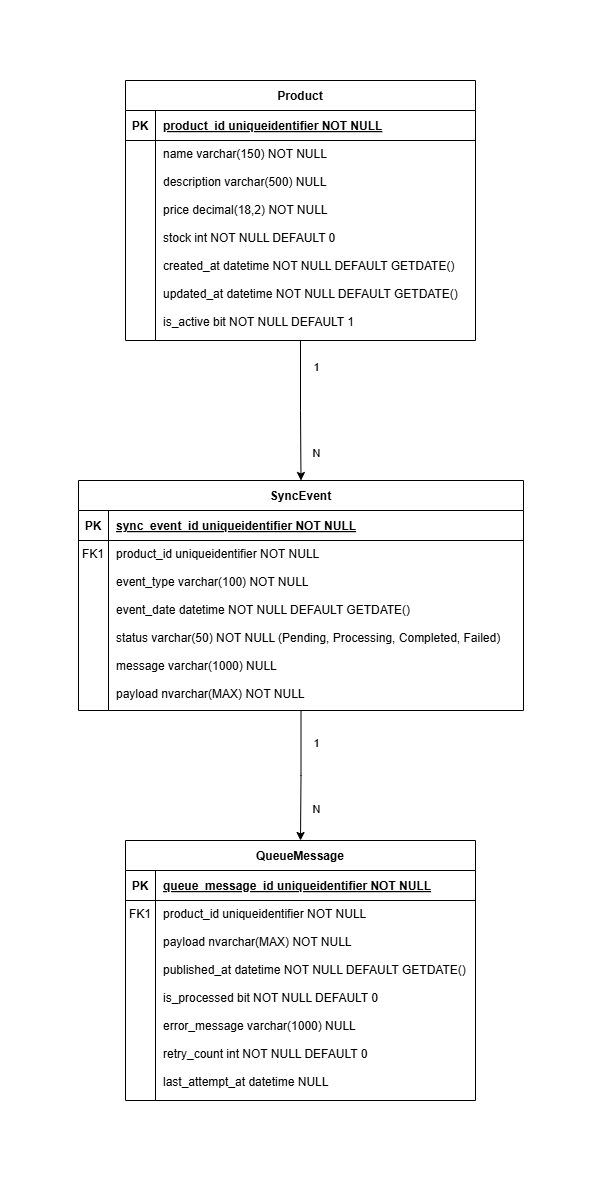 Product
PK product_id uniqueidentifier NOT NULL
name varchar(150) NOT NULL
description varchar(500) NULL
price decimal(18,2) NOT NULL
stock int NOT NULL DEFAULT 0
created_at datetime NOT NULL DEFAULT GETDATE()
updated_at datetime NOT NULL DEFAULT GETDATE()
is_active bit NOT NULL DEFAULT 1
1
N
SyncEvent
PK sync_event_id uniqueidentifier NOT NULL
FK1 product_id uniqueidentifier NOT NULL
event_type varchar(100) NOT NULL
event_date datetime NOT NULL DEFAULT GETDATE()
status varchar(50) NOT NULL (Pending, Processing, Completed, Failed)
message varchar(1000) NULL
payload nvarchar(MAX) NOT NULL
1
N
QueueMessage
PK queue_message_id uniqueidentifier NOT NULL
FK1 product_id uniqueidentifier NOT NULL
payload nvarchar(MAX) NOT NULL
published_at datetime NOT NULL DEFAULT GETDATE()
is_processed bit NOT NULL DEFAULT 0
error_message varchar(1000) NULL
retry_count int NOT NULL DEFAULT 0
last_attempt_at datetime NULL